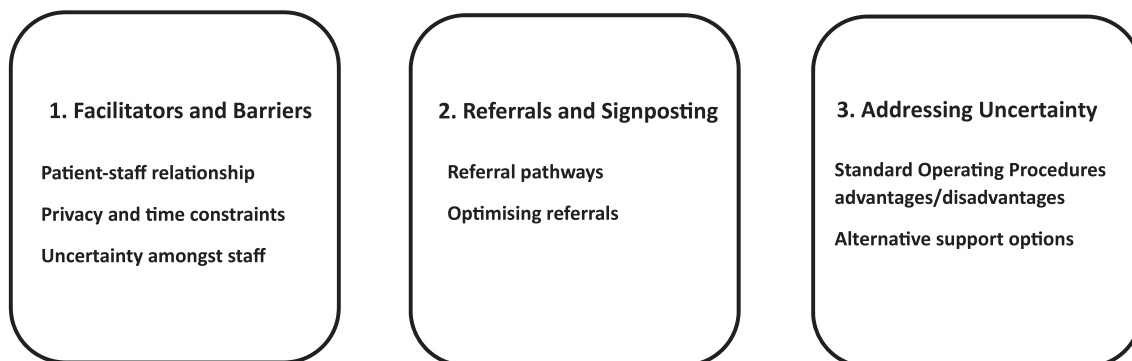 1. Facilitators and Barriers
Patient-staff relationship
Privacy and time constraints
Uncertainty amongst staff
2. Referrals and Signposting
Referral pathways
Optimising referrals
3. Addressing Uncertainty
Standard Operating Procedures
advantages/disadvantages
Alternative support options